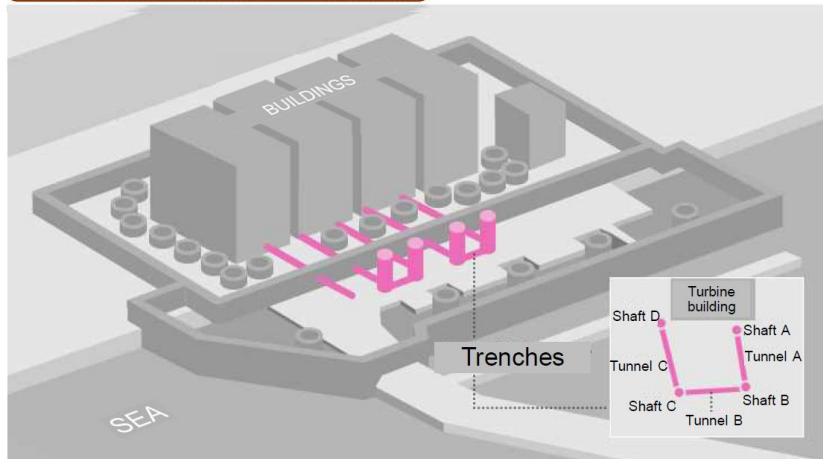 BUILDINGS
SEA
Trenches
Turbine
building
Shaft D
Shaft A
Tunnel C
Tunnel A
Shaft C
Shaft B
Tunnel B